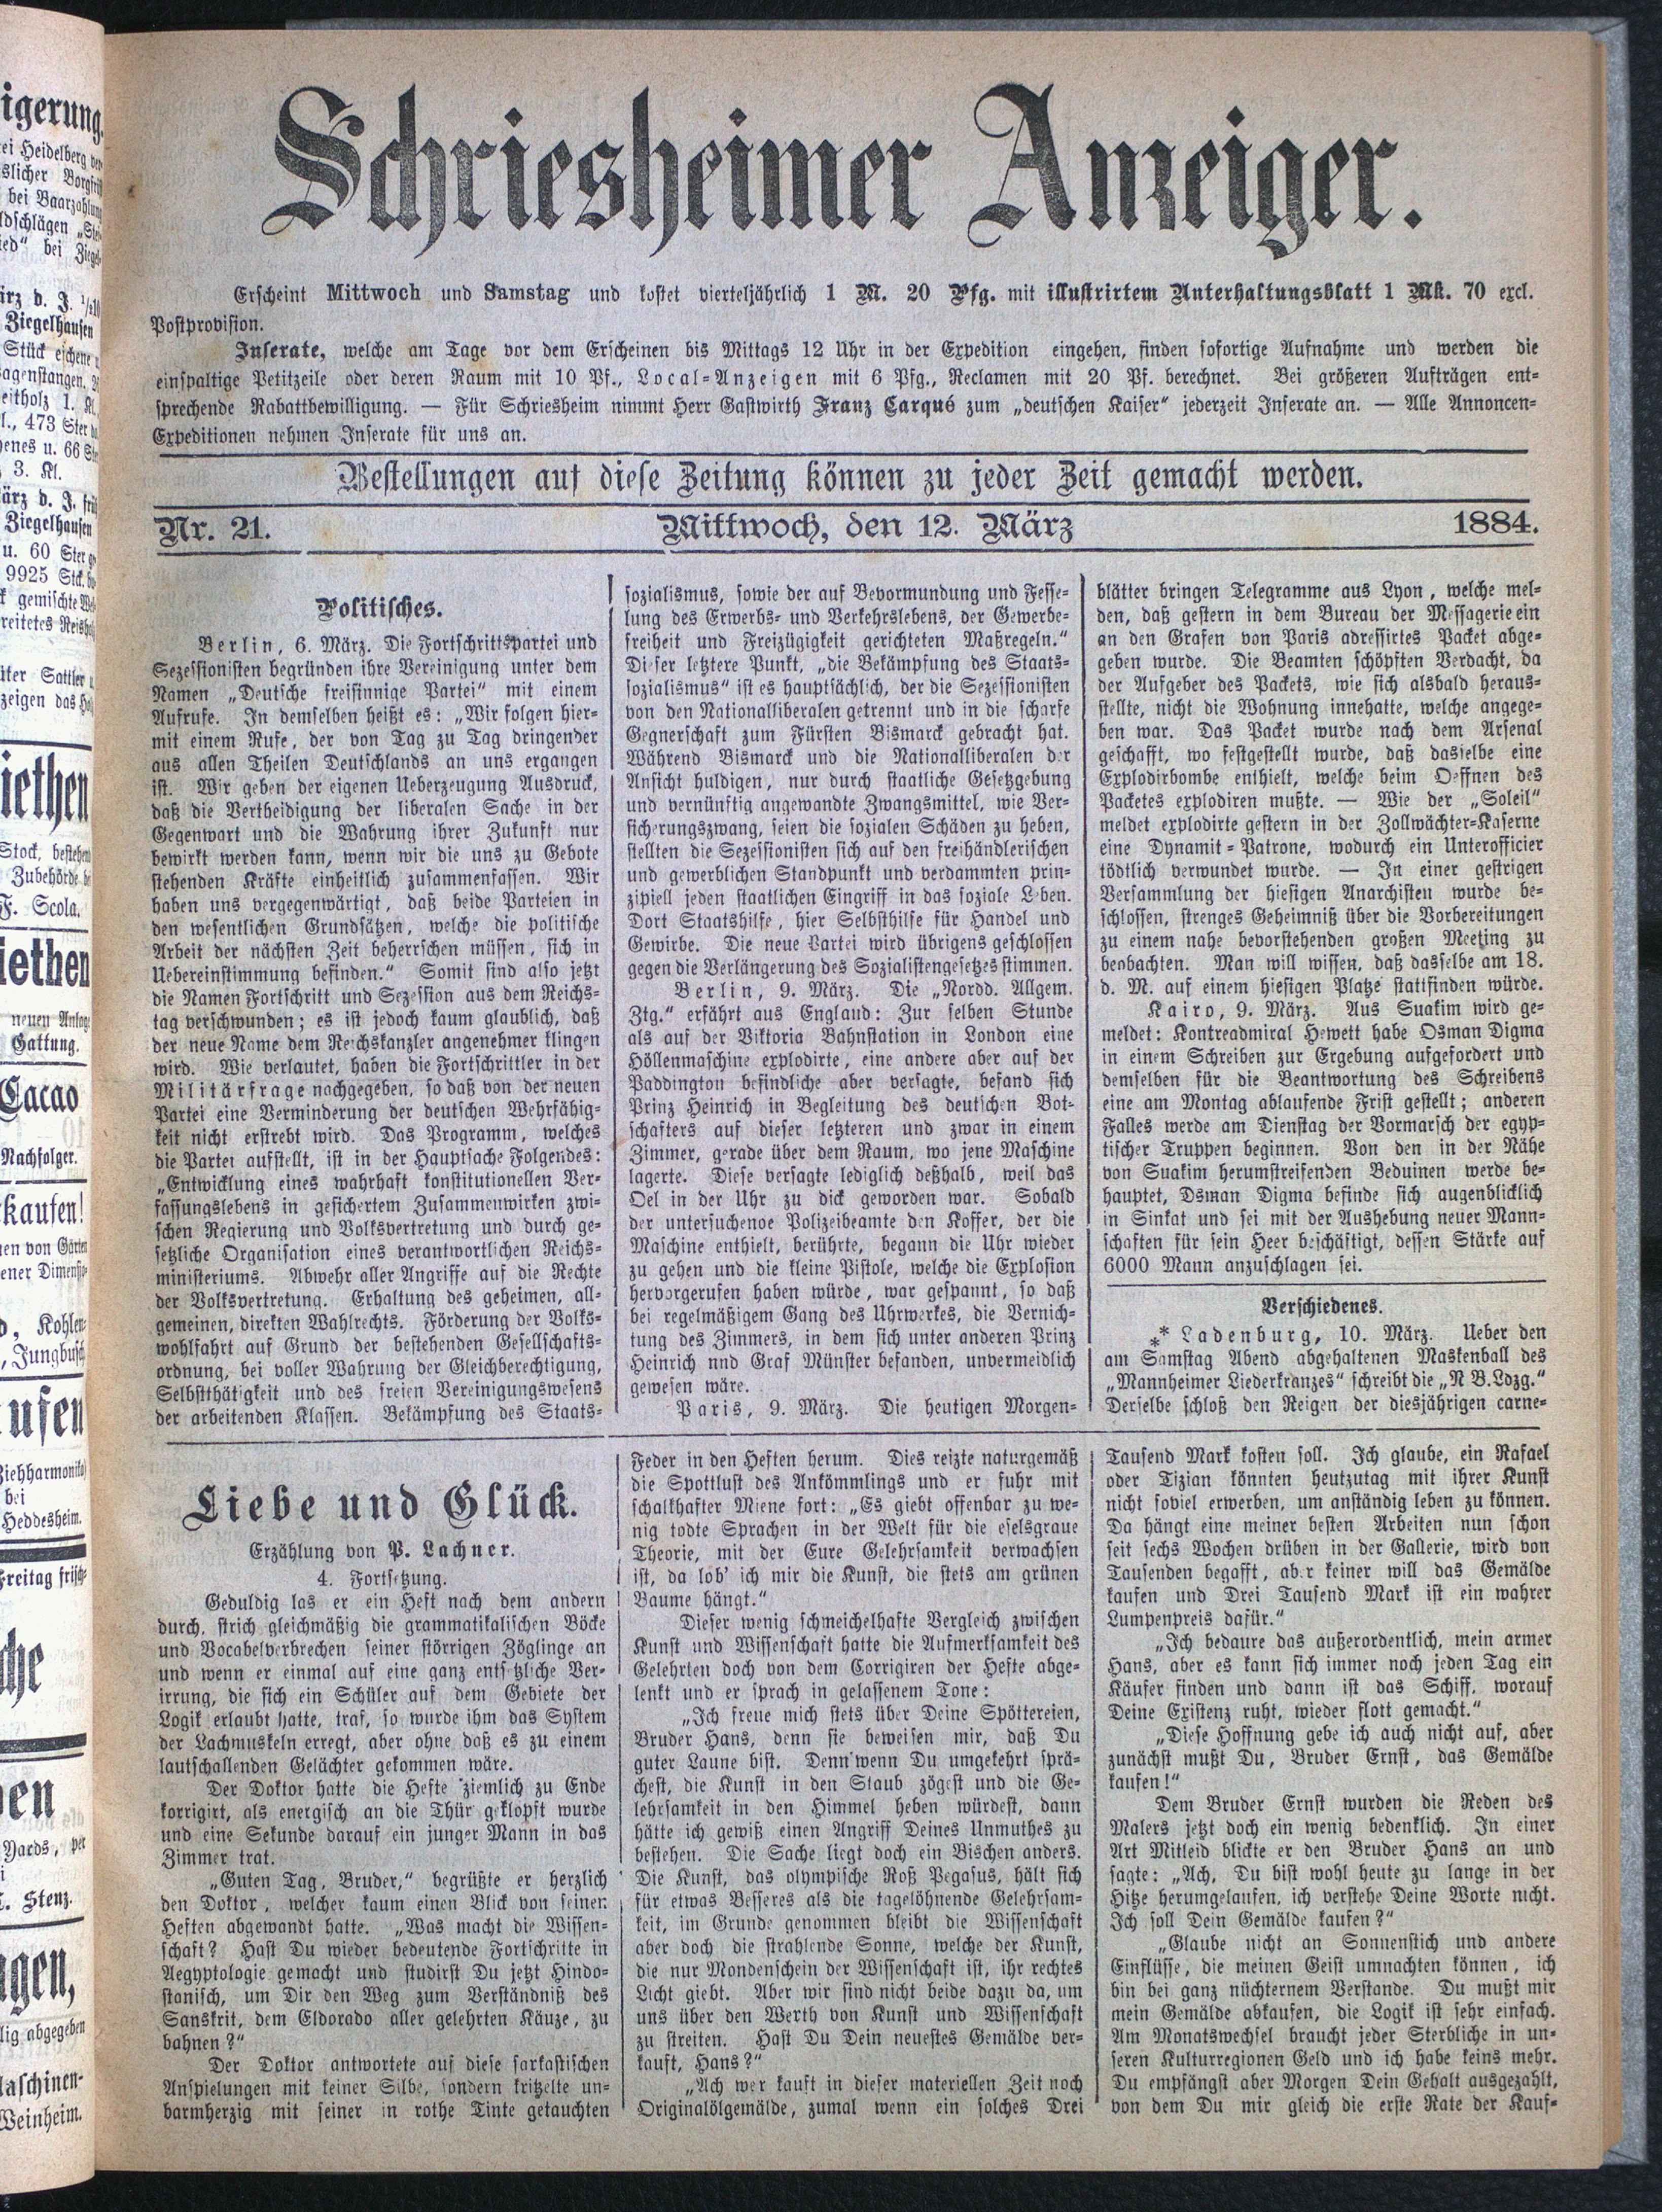 Schriesheimer Anzeiger.
Erscheint Mittwoch und Samstag und kostet vierteljährlich 1 M. 20 Pfg. mit illustrirtem Unterhaltungsblatt 1 Mk. 70 excl.
Postprovision.
Inserate, welche am Tage vor dem Erscheinen bis Mittags 12 Uhr in der Expedition eingehen, finden sofortige Aufnahme und werden die
einspaltige Petitzeile oder deren Raum mit 10 Pf., Local-Anzeigen mit 6 Pfg., Reclamen mit 20 Pf. berechnet. Bei größeren Aufträgen ent-
sprechende Rabattbewilligung. — Für Schriesheim nimmt Herr Gastwirth Franz Carqué zum „deutschen Kaiser“ jederzeit Inserate an. — Alle Annoncen-
Expeditionen nehmen Inserate für uns an.
Bestellungen auf diese Zeitung können zu jeder Zeit gemacht werden.
Nr. 21. Mittwoch, den 12. März 1884.
Politisches.
Berlin, 6. März. Die Fortschrittspartei und
Sezessionisten begründen ihre Vereinigung unter dem
Namen „Deutsche freisinnige Partei“ mit einem
Aufrufe. In demselben heißt es: „Wir folgen hier-
mit einem Rufe, der von Tag zu Tag dringender
aus allen Theilen Deutschlands an uns ergangen
ist. Wir geben der eigenen Ueberzeugung Ausdruck,
daß die Vertheidigung der liberalen Sache in der
Gegenwart und die Wahrung ihrer Zukunft nur
bewirkt werden kann, wenn wir die uns zu Gebote
stehenden Kräfte einheitlich zusammenfassen. Wir
haben uns vergegenwärtigt, daß beide Parteien in
den wesentlichen Grundsätzen, welche die politische
Arbeit der nächsten Zeit beherrschen müssen, sich in
Uebereinstimmung befinden.“ Somit sind also jetzt
die Namen Fortschritt und Sezession aus dem Reichs-
tag verschwunden; es ist jedoch kaum glaublich, daß
der neue Name dem Reichskanzler angenehmer klingen
wird. Wie verlautet, haben die Fortschrittler in der
Militärfrage nachgegeben, so daß von der neuen
Partei eine Verminderung der deutschen Wehrfähig-
keit nicht erstrebt wird. Das Programm, welches
die Partei aufstellt, ist in der Hauptsache Folgendes:
„Entwicklung eines wahrhaft konstitutionellen Ver-
fassungslebens in gesichertem Zusammenwirken zwi-
schen Regierung und Volksvertretung und durch ge-
setzliche Organisation eines verantwortlichen Reichs-
ministeriums. Abwehr aller Angriffe auf die Rechte
der Volksvertretung. Erhaltung des geheimen, all-
gemeinen, direkten Wahlrechts. Förderung der Volks-
wohlfahrt auf Grund der bestehenden Gesellschafts-
ordnung, bei voller Wahrung der Gleichberechtigung,
Selbstthätigkeit und des freien Vereinigungswesens
der arbeitenden Klassen. Bekämpfung des Staats-
sozialismus, sowie der auf Bevormundung und Fesse-
lung des Erwerbs- und Verkehrslebens, der Gewerbe-
freiheit und Freizügigkeit gerichteten Maßregeln.“
Dieser letztere Punkt, „die Bekämpfung des Staats-
sozialismus“ ist es hauptsächlich, der die Sezessionisten
von den Nationalliberalen getrennt und in die scharfe
Gegnerschaft zum Fürsten Bismarck gebracht hat.
Während Bismarck und die Nationalliberalen der
Ansicht huldigen, nur durch staatliche Gesetzgebung
und vernünftig angewandte Zwangsmittel, wie Ver-
sicherungszwang, seien die sozialen Schäden zu heben,
stellten die Sezessionisten sich auf den freihändlerischen
und gewerblichen Standpunkt und verdammten prin-
zipiell jeden staatlichen Eingriff in das soziale Leben.
Dort Staatshilfe, hier Selbsthilfe für Handel und
Gewerbe. Die neue Partei wird übrigens geschlossen
gegen die Verlängerung des Sozialistengesetzes stimmen.
Berlin, 9. März. Die „Nordd. Allgem.
Ztg.“ erfährt aus England: Zur selben Stunde
als auf der Viktoria Bahnstation in London eine
Höllenmaschine explodirte, eine andere aber auf der
Paddington befindliche aber versagte, befand sich
Prinz Heinrich in Begleitung des deutschen Bot-
schafters auf dieser letzteren und zwar in einem
Zimmer, gerade über dem Raum, wo jene Maschine
lagerte. Diese versagte lediglich deßhalb, weil das
Oel in der Uhr zu dick geworden war. Sobald
der untersuchenoe Polizeibeamte den Koffer, der die
Maschine enthielt, berührte, begann die Uhr wieder
zu gehen und die kleine Pistole, welche die Explosion
hervorgerufen haben würde, war gespannt, so daß
bei regelmäßigem Gang des Uhrwerkes, die Vernich-
tung des Zimmers, in dem sich unter anderen Prinz
Heinrich nnd Graf Münster befanden, unvermeidlich
gewesen wäre.
Paris, 9. März. Die heutigen Morgen-
blätter bringen Telegramme aus Lyon, welche mel-
den, daß gestern in dem Bureau der Messagerie ein
an den Grafen von Paris adressirtes Packet abge-
geben wurde. Die Beamten schöpften Verdacht, da
der Aufgeber des Packets, wie sich alsbald heraus-
stellte, nicht die Wohnung innehatte, welche angege-
ben war. Das Packet wurde nach dem Arsenal
geschafft, wo festgestellt wurde, daß dasselbe eine
Explodirbombe enthielt, welche beim Oeffnen des
Packetes explodiren mußte. — Wie der „Soleil“
meldet explodirte gestern in der Zollwächter-Kaserne
eine Dynamit-Patrone, wodurch ein Unterofficier
tödtlich verwundet wurde. — In einer gestrigen
Versammlung der hiesigen Anarchisten wurde be-
schlossen, strenges Geheimniß über die Vorbereitungen
zu einem nahe bevorstehenden großen Meeting zu
beobachten. Man will wissen, daß dasselbe am 18.
d. M. auf einem hiesigen Platze stattfinden würde.
Kairo, 9. März. Aus Suakim wird ge-
meldet: Kontreadmiral Hewett habe Osman Digma
in einem Schreiben zur Ergebung aufgefordert und
demselben für die Beantwortung des Schreibens
eine am Montag ablaufende Frist gestellt; anderen
Falles werde am Dienstag der Vormarsch der egyp-
tischer Truppen beginnen. Von den in der Nähe
von Suakim herumstreifenden Beduinen werde be-
hauptet, Osman Digma befinde sich augenblicklich
in Sinkat und sei mit der Aushebung neuer Mann-
schaften für sein Heer beschäftigt, dessen Stärke auf
6000 Mann anzuschlagen sei.
Verschiedenes.
** Ladenburg, 10. März. Ueber den
am Samstag Abend abgehaltenen Maskenball des
„Mannheimer Liederkranzes“ schreibt die „N B. Ldzg.“
Derselbe schloß den Reigen der diesjährigen carne-
Liebe und Glück.
Erzählung von P. Lachner.
4. Fortsetzung.
Geduldig las er ein Heft nach dem andern
durch, strich gleichmäßig die grammatikalischen Böcke
und Vocabelverbrechen seiner störrigen Zöglinge an
und wenn er einmal auf eine ganz entsetzliche Ver-
irrung, die sich ein Schüler auf dem Gebiete der
Logik erlaubt hatte, traf, so wurde ihm das System
der Lachmuskeln erregt, aber ohne daß es zu einem
lautschallenden Gelächter gekommen wäre.
Der Doktor hatte die Hefte ziemlich zu Ende
korrigirt, als energisch an die Thür geklopft wurde
und eine Sekunde darauf ein junger Mann in das
Zimmer trat.
„Guten Tag, Bruder,“ begrüßte er herzlich
den Doktor, welcher kaum einen Blick von seinen
Heften abgewandt hatte. „Was macht die Wissen-
schaft? Hast Du wieder bedeutende Fortschritte in
Aegyptologie gemacht und studirst Du jetzt Hindo-
stanisch, um Dir den Weg zum Verständniß des
Sanskrit, dem Eldorado aller gelehrten Käuze, zu
bahnen?“
Der Doktor antwortete auf diese sarkastischen
Anspielungen mit keiner Silbe, sondern kritzelte un-
barmherzig mit seiner in rothe Tinte getauchten
Feder in den Heften herum. Dies reizte naturgemäß
die Spottlust des Ankömmlings und er fuhr mit
schalkhafter Miene fort: „Es giebt offenbar zu we-
nig todte Sprachen in der Welt für die eselsgraue
Theorie, mit der Eure Gelehrsamkeit verwachsen
ist, da lob' ich mir die Kunst, die stets am grünen
Baume hängt.“
Dieser wenig schmeichelhafte Vergleich zwischen
Kunst und Wissenschaft hatte die Aufmerksamkeit des
Gelehrten doch von dem Corrigiren der Hefte abge-
lenkt und er sprach in gelassenem Tone:
„Ich freue mich stets über Deine Spöttereien,
Bruder Hans, denn sie beweisen mir, daß Du
guter Laune bist. Denn wenn Du umgekehrt sprä-
chest, die Kunst in den Staub zögest und die Ge-
lehrsamkeit in den Himmel heben würdest, dann
hätte ich gewiß einen Angriff Deines Unmuthes zu
bestehen. Die Sache liegt doch ein Bischen anders.
Die Kunst, das olympische Roß Pegasus, hält sich
für etwas Besseres als die tagelöhnende Gelehrsam-
keit, im Grunde genommen bleibt die Wissenschaft
aber doch die strahlende Sonne, welche der Kunst,
die nur Mondenschein der Wissenschaft ist, ihr rechtes
Licht giebt. Aber wir sind nicht beide dazu da, um
uns über den Werth von Kunst und Wissenschaft
zu streiten. Hast Du Dein neuestes Gemälde ver-
kauft, Hans?“
„Ach wer kauft in dieser materiellen Zeit noch
Originalölgemälde, zumal wenn ein solches Drei
Tausend Mark kosten soll. Ich glaube, ein Rafael
oder Tizian könnten heutzutag mit ihrer Kunst
nicht soviel erwerben, um anständig leben zu können.
Da hängt eine meiner besten Arbeiten nun schon
seit sechs Wochen drüben in der Gallerie, wird von
Tausenden begafft, aber keiner will das Gemälde
kaufen und Drei Tausend Mark ist ein wahrer
Lumpenpreis dafür.“
„Ich bedaure das außerordentlich, mein armer
Hans, aber es kann sich immer noch jeden Tag ein
Käufer finden und dann ist das Schiff, worauf
Deine Existenz ruht, wieder flott gemacht.“
„Diese Hoffnung gebe ich auch nicht auf, aber
zunächst mußt Du, Bruder Ernst, das Gemälde
kaufen!“
Dem Bruder Ernst wurden die Reden des
Malers jetzt doch ein wenig bedenklich. In einer
Art Mitleid blickte er den Bruder Hans an und
sagte: „Ach, Du bist wohl heute zu lange in der
Hitze herumgelaufen, ich verstehe Deine Worte nicht.
Ich soll Dein Gemälde kaufen?“
„Glaube nicht an Sonnenstich und andere
Einflüsse, die meinen Geist umnachten können, ich
bin bei ganz nüchternem Verstande. Du mußt mir
mein Gemälde abkaufen, die Logik ist sehr einfach.
Am Monatswechsel braucht jeder Sterbliche in un-
seren Kulturregionen Geld und ich habe keins mehr.
Du empfängst aber Morgen Dein Gehalt ausgezahlt,
von dem Du mir gleich die erste Rate der Kauf-